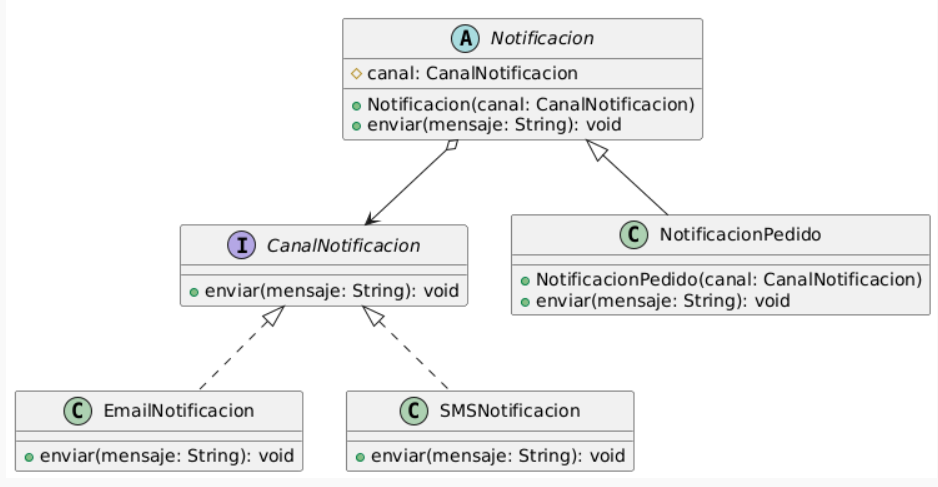 A Notificacion
canal: CanalNotificacion
Notificacion(canal: CanalNotificacion)
enviar(mensaje: String): void
I CanalNotificacion
enviar(mensaje: String): void
C NotificacionPedido
NotificacionPedido(canal: CanalNotificacion)
enviar(mensaje: String): void
C EmailNotificacion
enviar(mensaje: String): void
C SMSNotificacion
enviar(mensaje: String): void